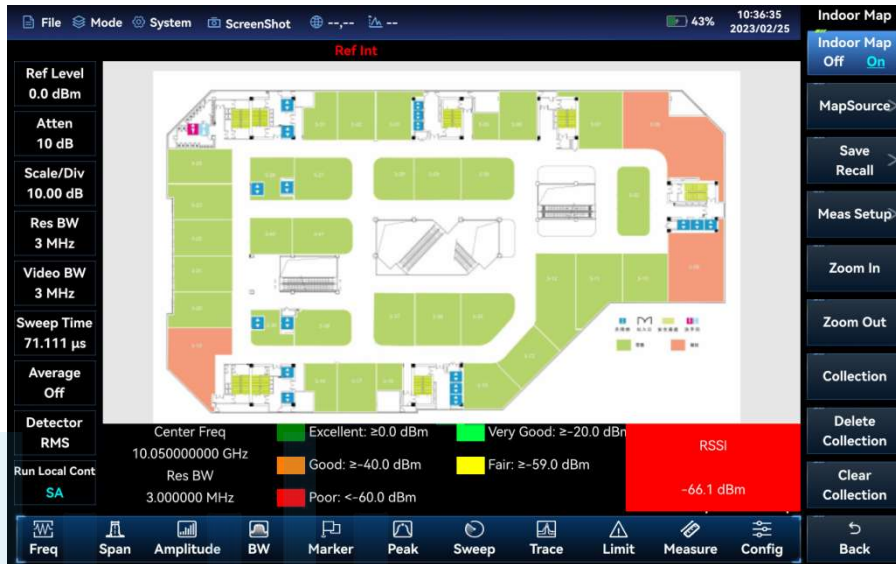 File Mode System ScreenShot --,-- --
43% 10:36:35
2023/02/25
Indoor Map
Ref Int
Indoor Map
Off On
Ref Level
0.0 dBm
Atten
10 dB
Scale/Div
10.00 dB
Res BW
3 MHz
Video BW
3 MHz
Sweep Time
71.111 μs
Average
Off
Detector
RMS
Run Local Cont
SA
MapSource
Save
Recall
Meas Setup
Zoom In
Zoom Out
Collection
Delete
Collection
Clear
Collection
Back
Center Freq
10.050000000 GHz
Res BW
3.000000 MHz
Excellent: ≥0.0 dBm
Very Good: ≥-20.0 dBm
Good: ≥-40.0 dBm
Fair: ≥-59.0 dBm
Poor: <-60.0 dBm
RSSI
-66.1 dBm
Freq Span Amplitude BW Marker Peak Sweep Trace Limit Measure Config